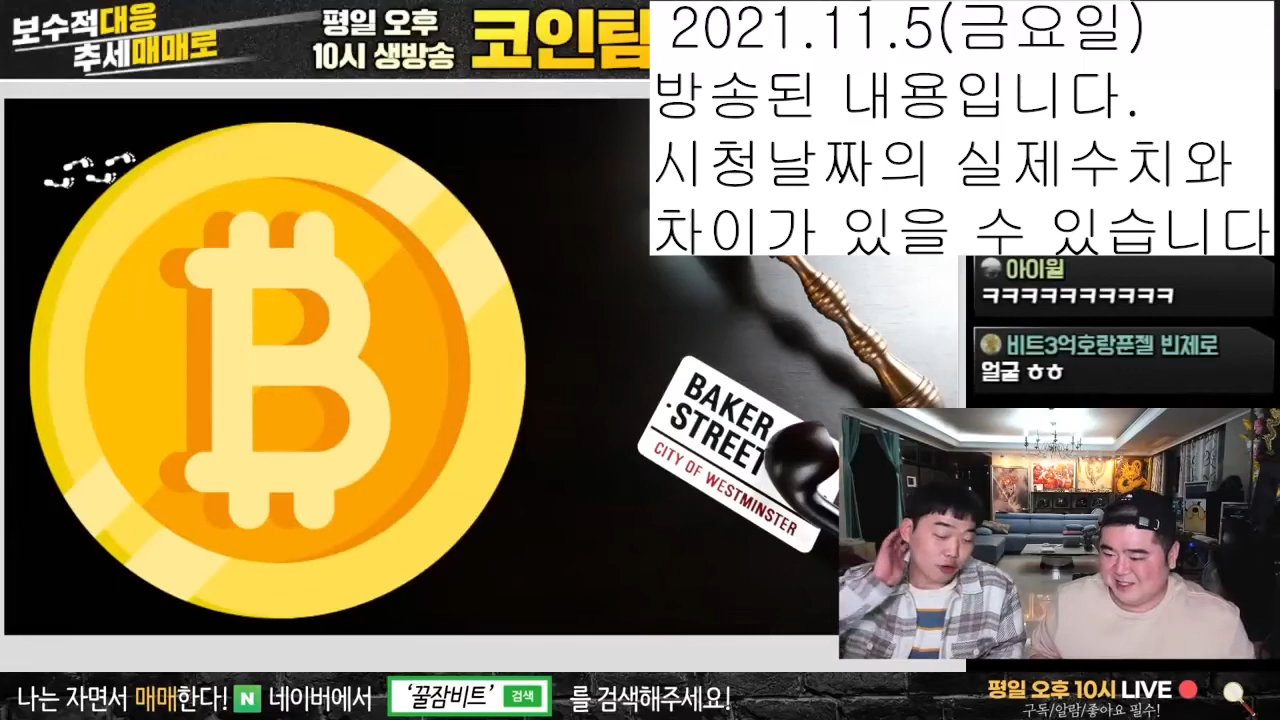 보수적대응
추세매매로
평일 오후
10시 생방송
코인탐
2021.11.5(금요일)
방송된 내용입니다.
시청날짜의 실제수치와
차이가 있을 수 있습니다
아이월
ㅋㅋㅋㅋㅋㅋㅋㅋㅋㅋ
비트3억호랑푼젤 빈체로
얼굴 ㅎㅎ
BAKER
·STREET
CITY OF WESTMINSTER
나는 자면서 매매한다! N 네이버에서 '꿀잠비트' 검색 를 검색해주세요!
평일 오후 10시 LIVE
구독/알람/좋아요 필수!